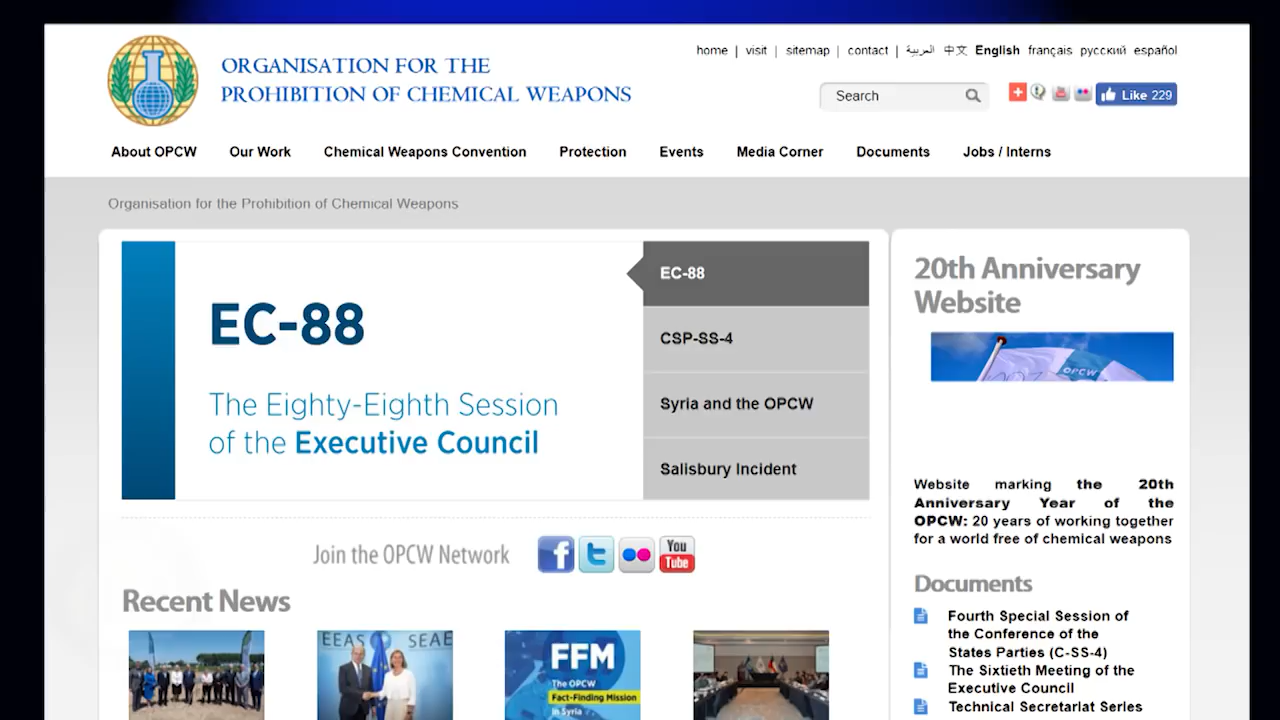 home | visit | sitemap | contact | العربية 中文 English français русский español
ORGANISATION FOR THE
PROHIBITION OF CHEMICAL WEAPONS
Search
Like 229
About OPCW Our Work Chemical Weapons Convention Protection Events Media Corner Documents Jobs / Interns
Organisation for the Prohibition of Chemical Weapons
EC-88
The Eighty-Eighth Session
of the Executive Council
EC-88
CSP-SS-4
Syria and the OPCW
Salisbury Incident
20th Anniversary
Website
OPCW
Website marking the 20th
Anniversary Year of the
OPCW: 20 years of working together
for a world free of chemical weapons
Join the OPCW Network
f
t
You
Tube
Recent News
EEAS SEAE
FFM
The OPCW
Fact-Finding Mission
in Syria
Documents
Fourth Special Session of
the Conference of the
States Parties (C-SS-4)
The Sixtieth Meeting of the
Executive Council
Technical Secretariat Series